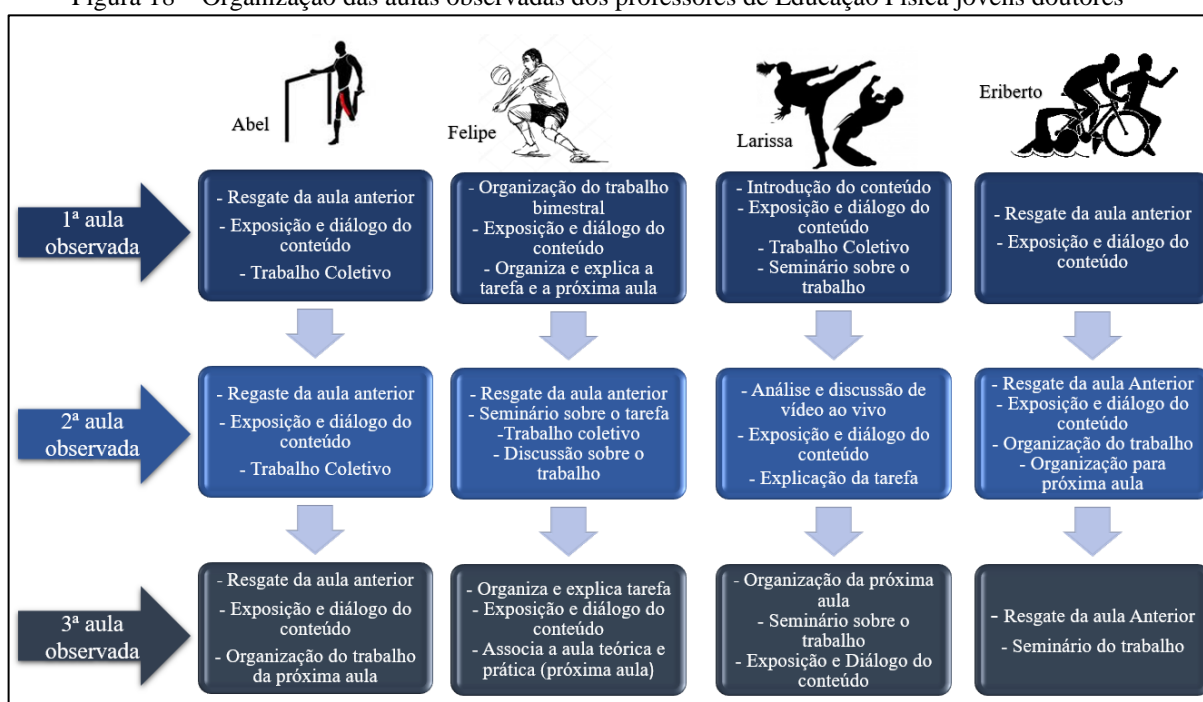 Figura 18 – Organização das aulas observadas dos professores de Educação Física jovens doutores
Abel
Felipe
Larissa
Eriberto
1ª aula
observada
- Resgate da aula anterior
- Exposição e diálogo do
conteúdo
- Trabalho Coletivo
- Organização do trabalho
bimestral
- Exposição e diálogo do
conteúdo
- Organiza e explica a
tarefa e a próxima aula
- Introdução do conteúdo
- Exposição e diálogo do
conteúdo
- Trabalho Coletivo
- Seminário sobre o
trabalho
- Resgate da aula anterior
- Exposição e diálogo do
conteúdo
2ª aula
observada
- Resgaste da aula anterior
- Exposição e diálogo do
conteúdo
- Trabalho Coletivo
- Resgate da aula anterior
- Seminário sobre o tarefa
-Trabalho coletivo
- Discussão sobre o
trabalho
- Análise e discussão de
vídeo ao vivo
- Exposição e diálogo do
conteúdo
- Explicação da tarefa
- Resgate da aula Anterior
- Exposição e diálogo do
conteúdo
- Organização do trabalho
- Organização para
próxima aula
3ª aula
observada
- Resgate da aula anterior
- Exposição e diálogo do
conteúdo
- Organização do trabalho
da próxima aula
- Organiza e explica tarefa
- Exposição e diálogo do
conteúdo
- Associa a aula teórica e
prática (próxima aula)
- Organização da próxima
aula
- Seminário sobre o
trabalho
- Exposição e Diálogo do
conteúdo
- Resgate da aula Anterior
- Seminário do trabalho